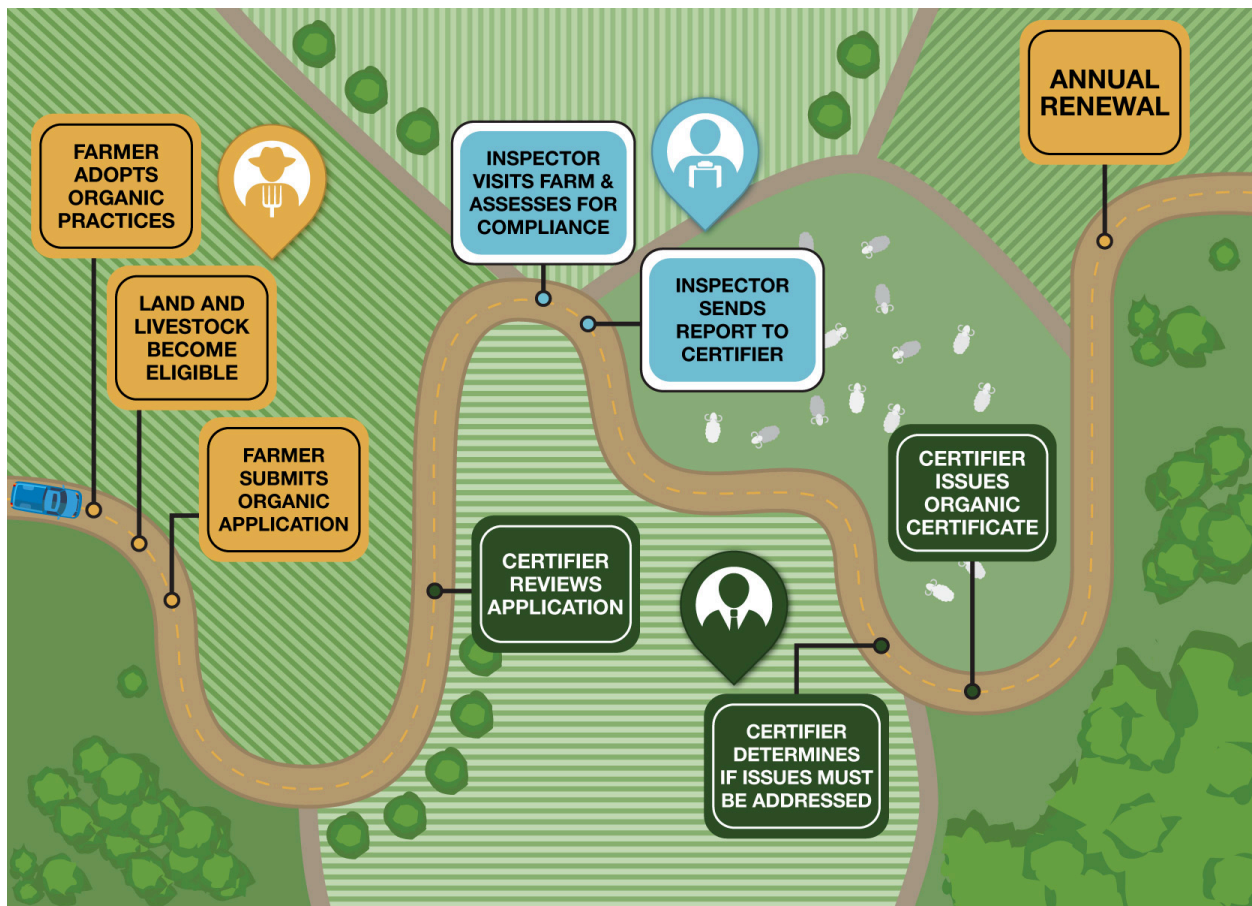 FARMER
ADOPTS
ORGANIC
PRACTICES
LAND AND
LIVESTOCK
BECOME
ELIGIBLE
FARMER
SUBMITS
ORGANIC
APPLICATION
CERTIFIER
REVIEWS
APPLICATION
INSPECTOR
VISITS FARM &
ASSESSES FOR
COMPLIANCE
INSPECTOR
SENDS
REPORT TO
CERTIFIER
CERTIFIER
DETERMINES
IF ISSUES MUST
BE ADDRESSED
CERTIFIER
ISSUES
ORGANIC
CERTIFICATE
ANNUAL
RENEWAL